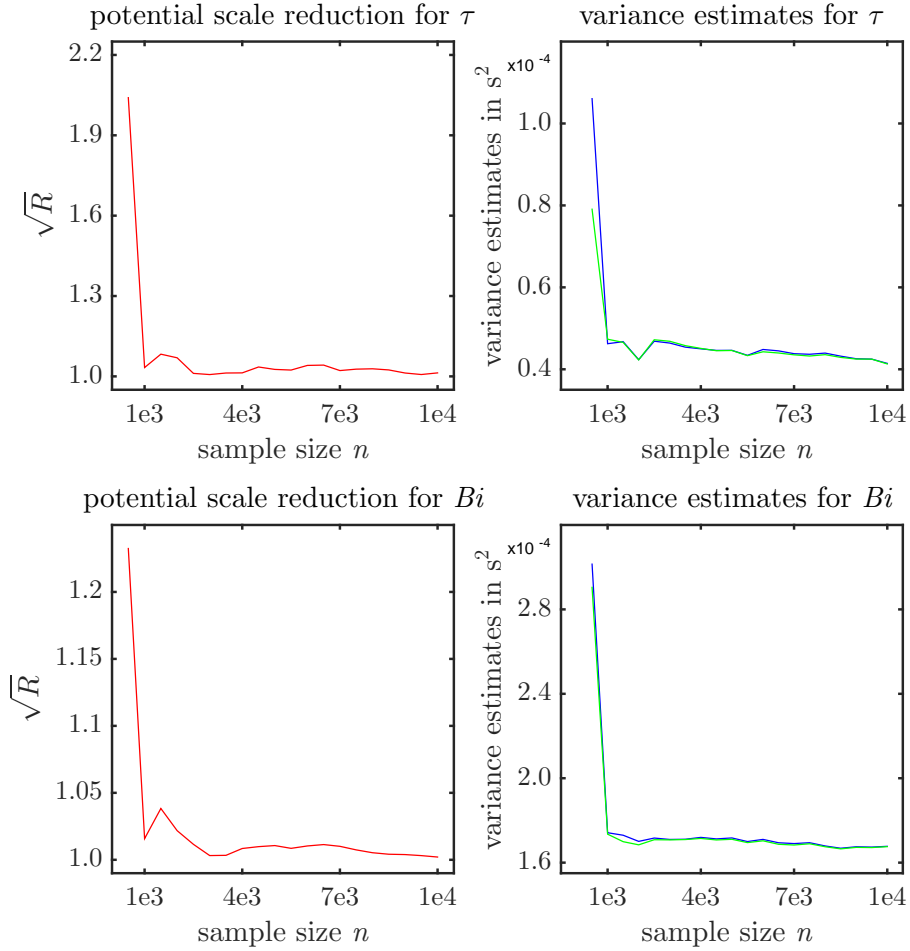 potential scale reduction for τ
2.2
1.9
1.6
1.3
1.0
√R
1e3 4e3 7e3 1e4
sample size n
variance estimates for τ
×10⁻⁴
1.0
0.8
0.6
0.4
variance estimates in s²
1e3 4e3 7e3 1e4
sample size n
potential scale reduction for Bi
1.2
1.15
1.1
1.05
1.0
√R
1e3 4e3 7e3 1e4
sample size n
variance estimates for Bi
×10⁻⁴
2.8
2.4
2.0
1.6
variance estimates in s²
1e3 4e3 7e3 1e4
sample size n